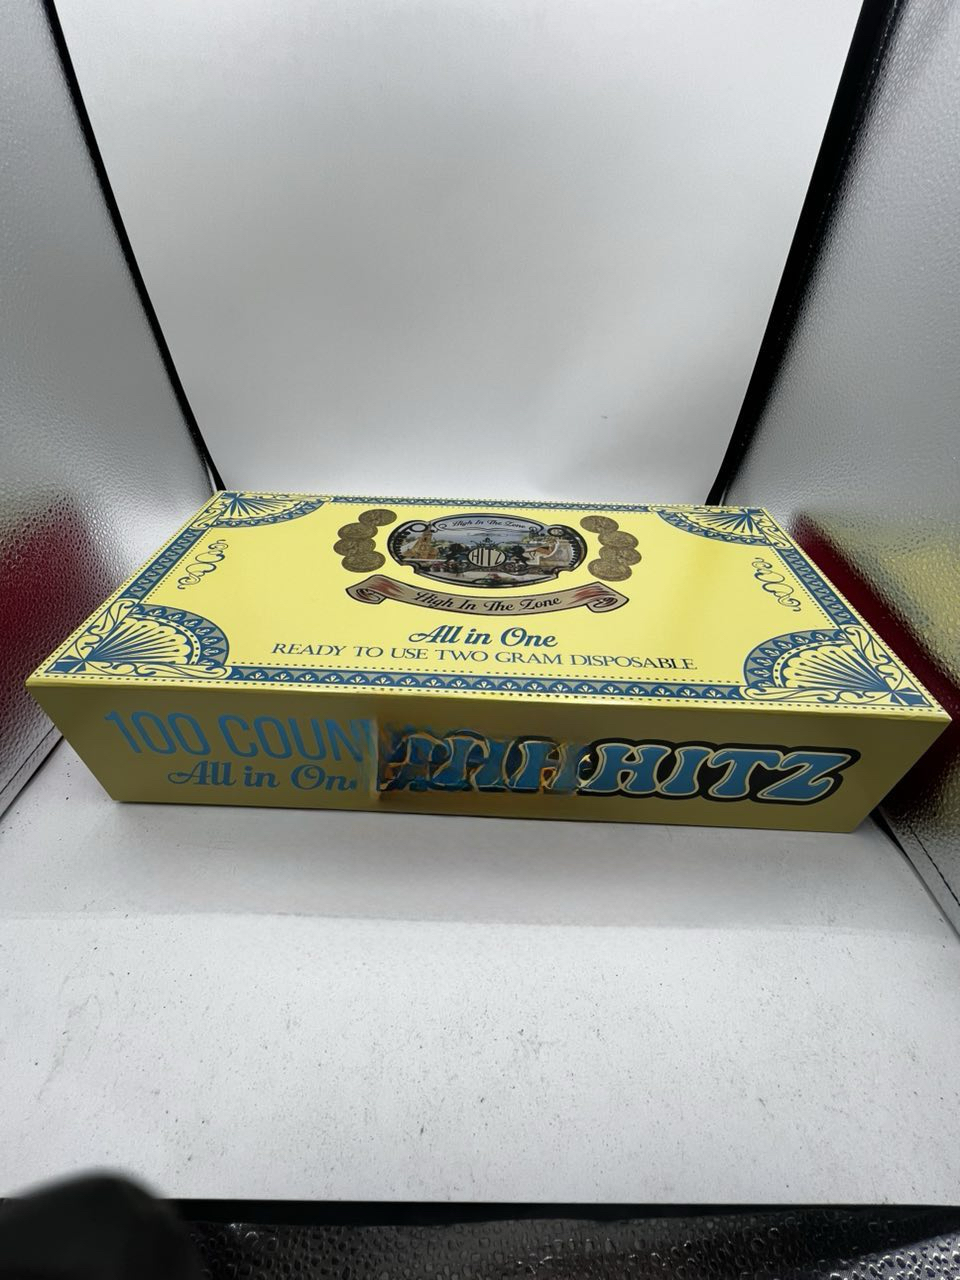 High In The Zone
HITZ
High In The Zone
All in One
READY TO USE TWO GRAM DISPOSABLE
100 COUN
All in On
HITZ